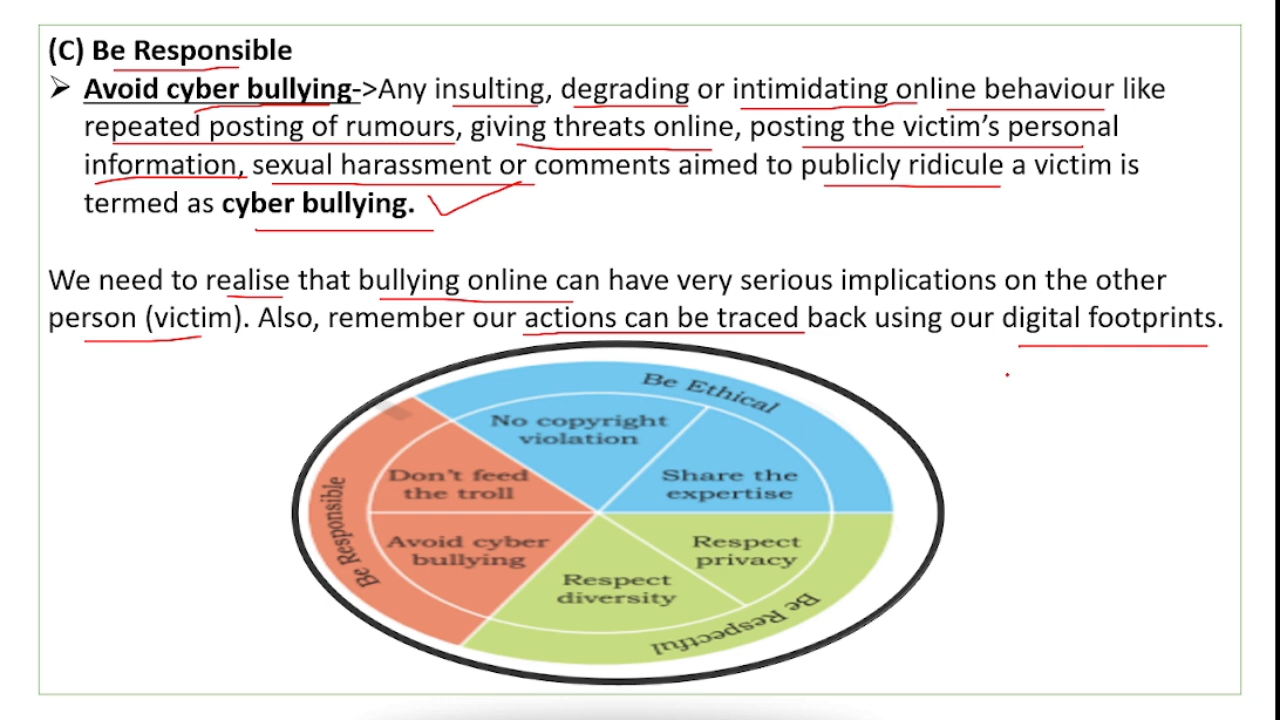 (C) Be Responsible
➢ Avoid cyber bullying->Any insulting, degrading or intimidating online behaviour like
repeated posting of rumours, giving threats online, posting the victim’s personal
information, sexual harassment or comments aimed to publicly ridicule a victim is
termed as cyber bullying.
We need to realise that bullying online can have very serious implications on the other
person (victim). Also, remember our actions can be traced back using our digital footprints.
Be Ethical
No copyright
violation
Share the
expertise
Be Responsible
Don’t feed
the troll
Avoid cyber
bullying
Respect
privacy
Respect
diversity
Be Respectful